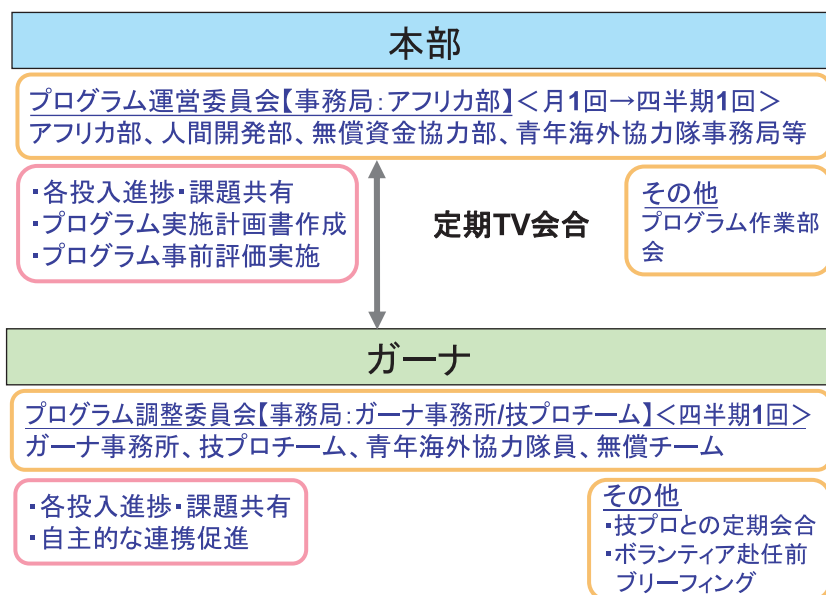 本部
プログラム運営委員会【事務局：アフリカ部】＜月1回→四半期1回＞
アフリカ部、人間開発部、無償資金協力部、青年海外協力隊事務局等
・各投入進捗・課題共有
・プログラム実施計画書作成
・プログラム事前評価実施
定期TV会合
その他
プログラム作業部
会
ガーナ
プログラム調整委員会【事務局：ガーナ事務所/技プロチーム】＜四半期1回＞
ガーナ事務所、技プロチーム、青年海外協力隊員、無償チーム
・各投入進捗・課題共有
・自主的な連携促進
その他
・技プロとの定期会合
・ボランティア赴任前
ブリーフィング